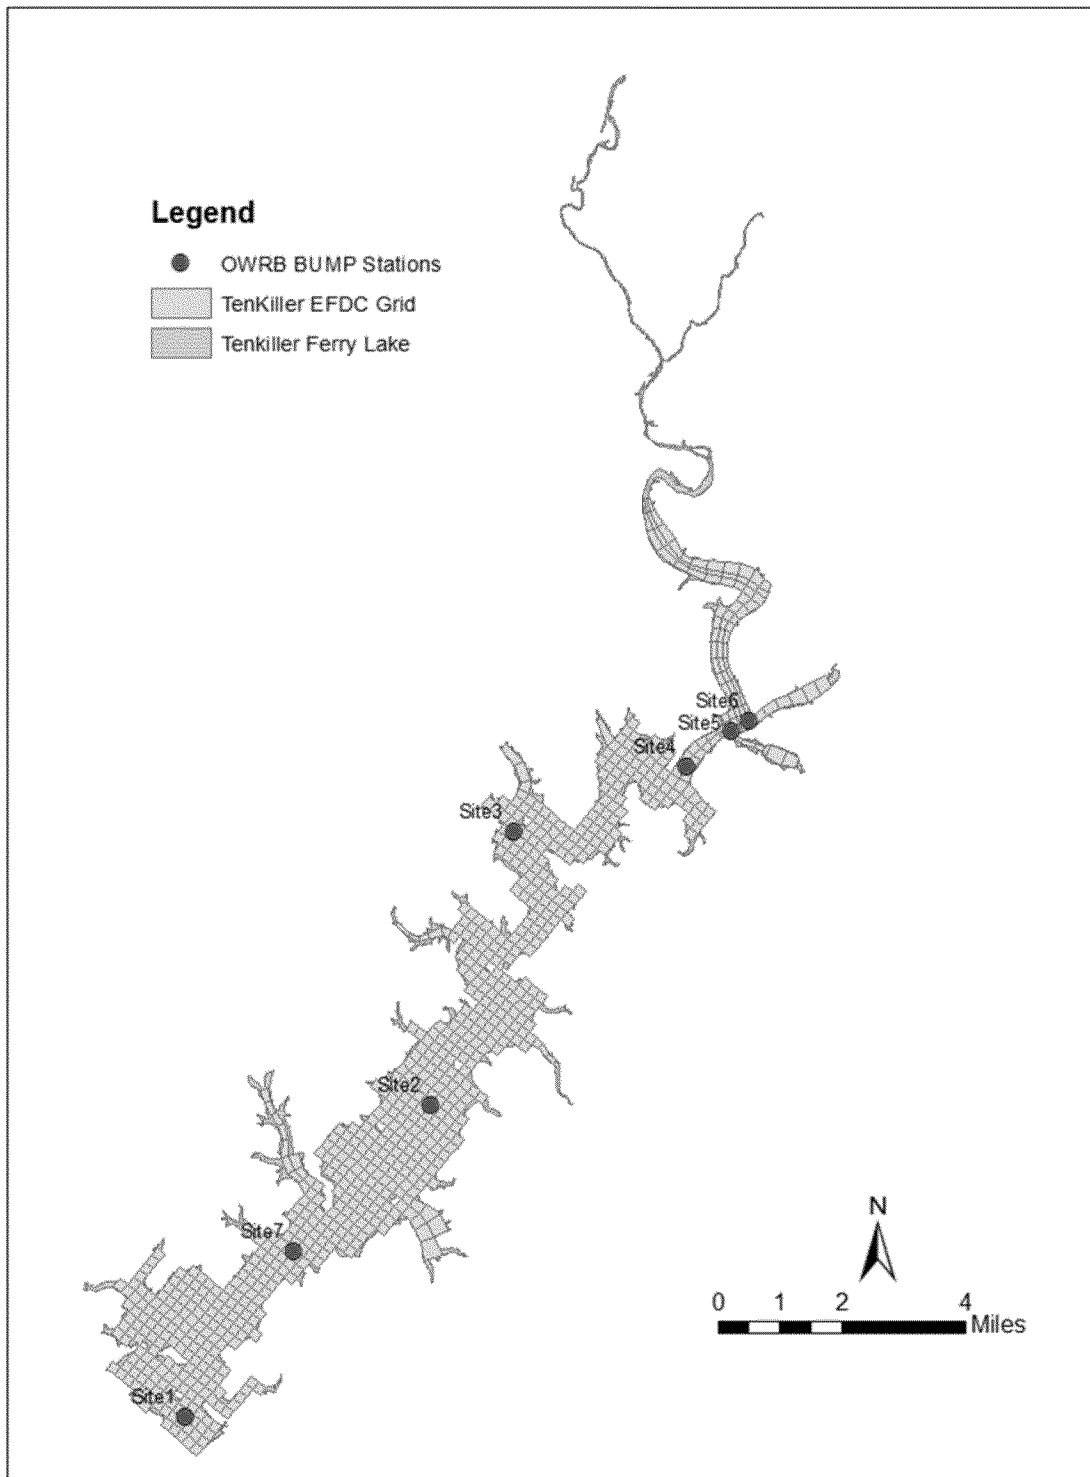 Legend
OWRB BUMP Stations
TenKiller EFDC Grid
Tenkiller Ferry Lake
Site6
Site5
Site4
Site3
Site2
Site7
Site1
N
0 1 2 4
Miles